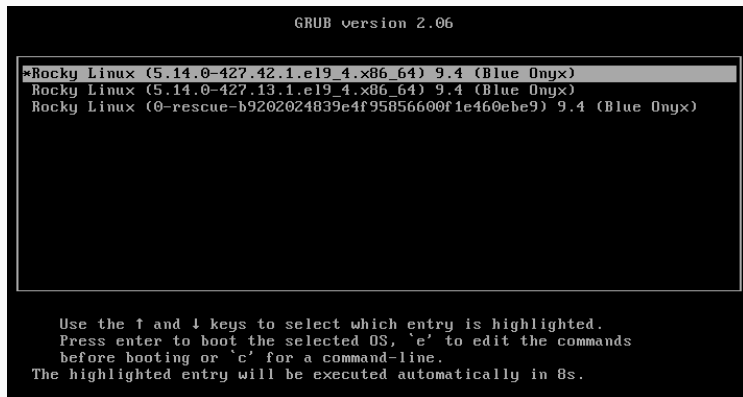 GRUB version 2.06
*Rocky Linux (5.14.0-427.42.1.el9_4.x86_64) 9.4 (Blue Onyx)
Rocky Linux (5.14.0-427.13.1.el9_4.x86_64) 9.4 (Blue Onyx)
Rocky Linux (0-rescue-b9202024839e4f95856600f1e460ebe9) 9.4 (Blue Onyx)
Use the ↑ and ↓ keys to select which entry is highlighted.
Press enter to boot the selected OS, `e' to edit the commands
before booting or `c' for a command-line.
The highlighted entry will be executed automatically in 8s.